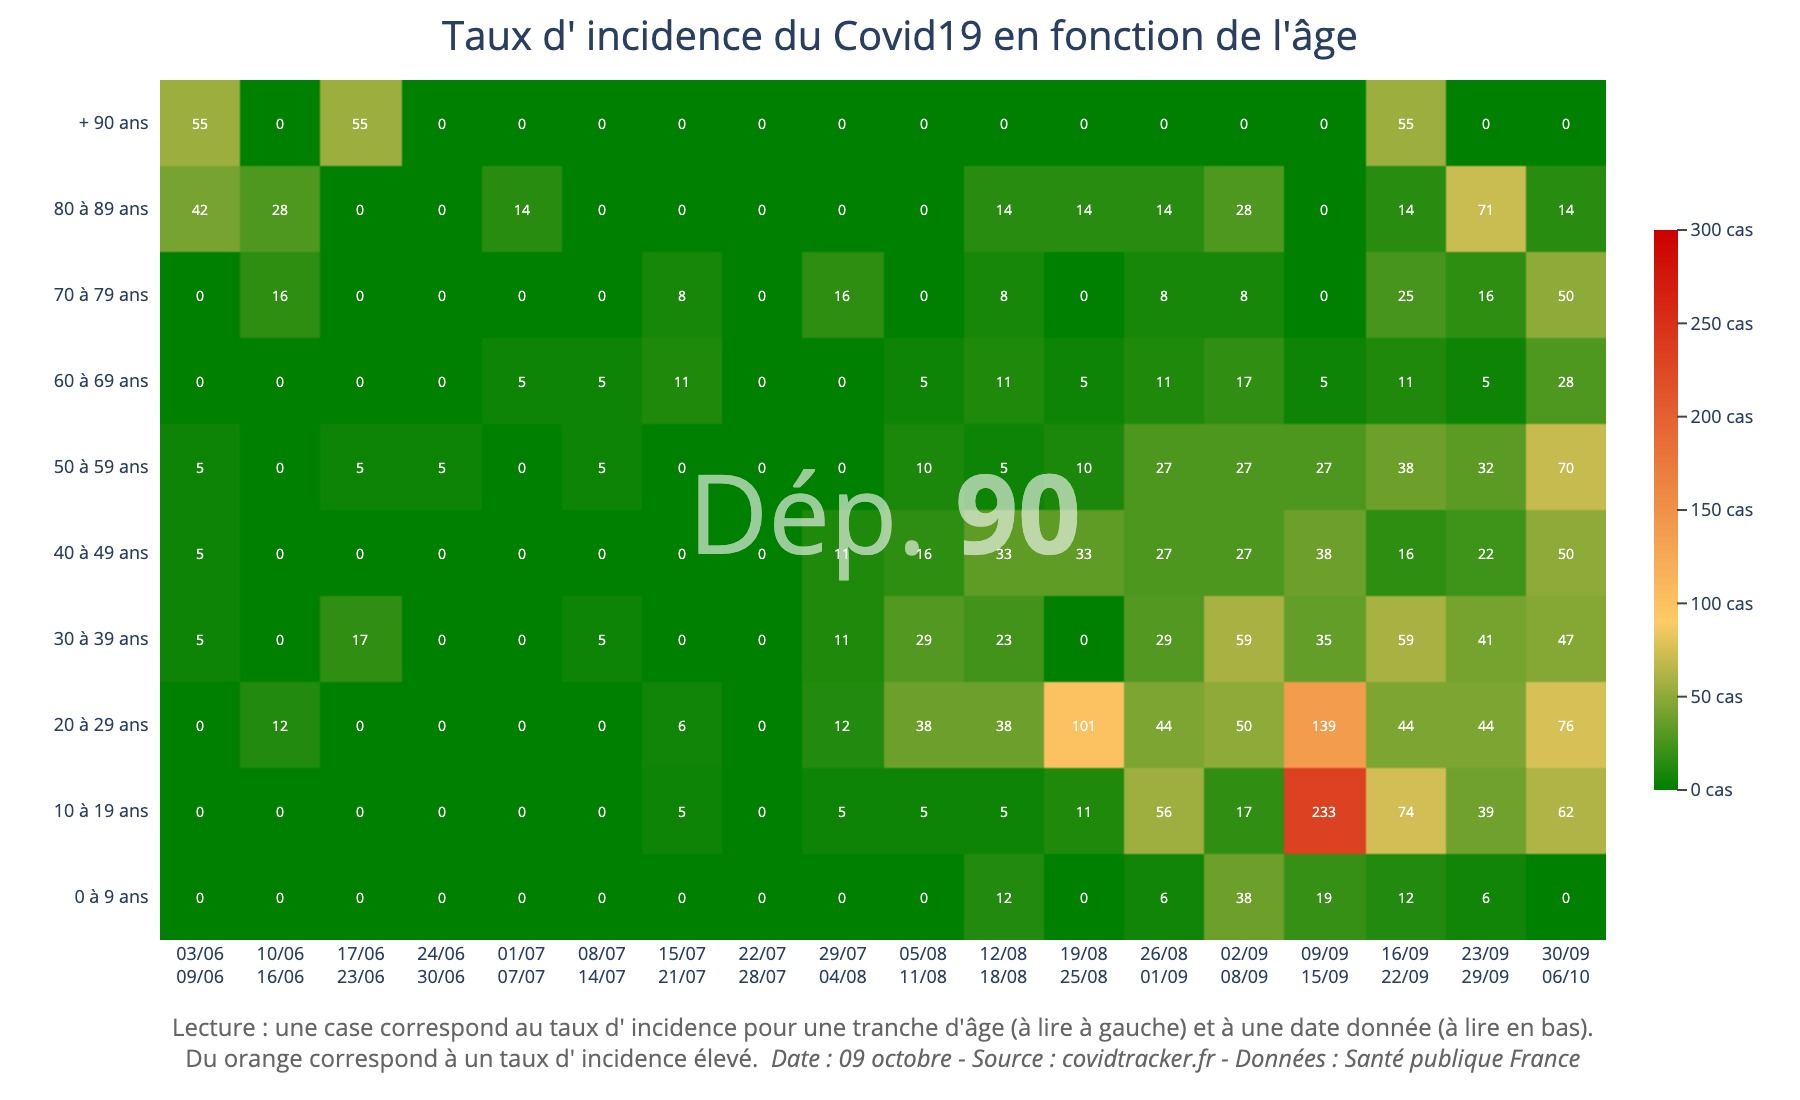 Taux d' incidence du Covid19 en fonction de l'âge
+ 90 ans 55 0 55 0 0 0 0 0 0 0 0 0 0 0 0 55 0 0
80 à 89 ans 42 28 0 0 14 0 0 0 0 0 14 14 14 28 0 14 71 14
70 à 79 ans 0 16 0 0 0 0 8 0 16 0 8 0 8 8 0 25 16 50
60 à 69 ans 0 0 0 0 5 5 11 0 0 5 11 5 11 17 5 11 5 28
50 à 59 ans 5 0 5 5 0 5 0 0 0 10 5 10 27 27 27 38 32 70
Dép. 90
40 à 49 ans 5 0 0 0 0 0 0 0 11 16 33 33 27 27 38 16 22 50
30 à 39 ans 5 0 17 0 0 5 0 0 11 29 23 0 29 59 35 59 41 47
20 à 29 ans 0 12 0 0 0 0 6 0 12 38 38 101 44 50 139 44 44 76
10 à 19 ans 0 0 0 0 0 0 5 0 5 5 5 11 56 17 233 74 39 62
0 à 9 ans 0 0 0 0 0 0 0 0 0 0 12 0 6 38 19 12 6 0
03/06 10/06 17/06 24/06 01/07 08/07 15/07 22/07 29/07 05/08 12/08 19/08 26/08 02/09 09/09 16/09 23/09 30/09
09/06 16/06 23/06 30/06 07/07 14/07 21/07 28/07 04/08 11/08 18/08 25/08 01/09 08/09 15/09 22/09 29/09 06/10
300 cas
250 cas
200 cas
150 cas
100 cas
50 cas
0 cas
Lecture : une case correspond au taux d' incidence pour une tranche d'âge (à lire à gauche) et à une date donnée (à lire en bas).
Du orange correspond à un taux d' incidence élevé. Date : 09 octobre - Source : covidtracker.fr - Données : Santé publique France